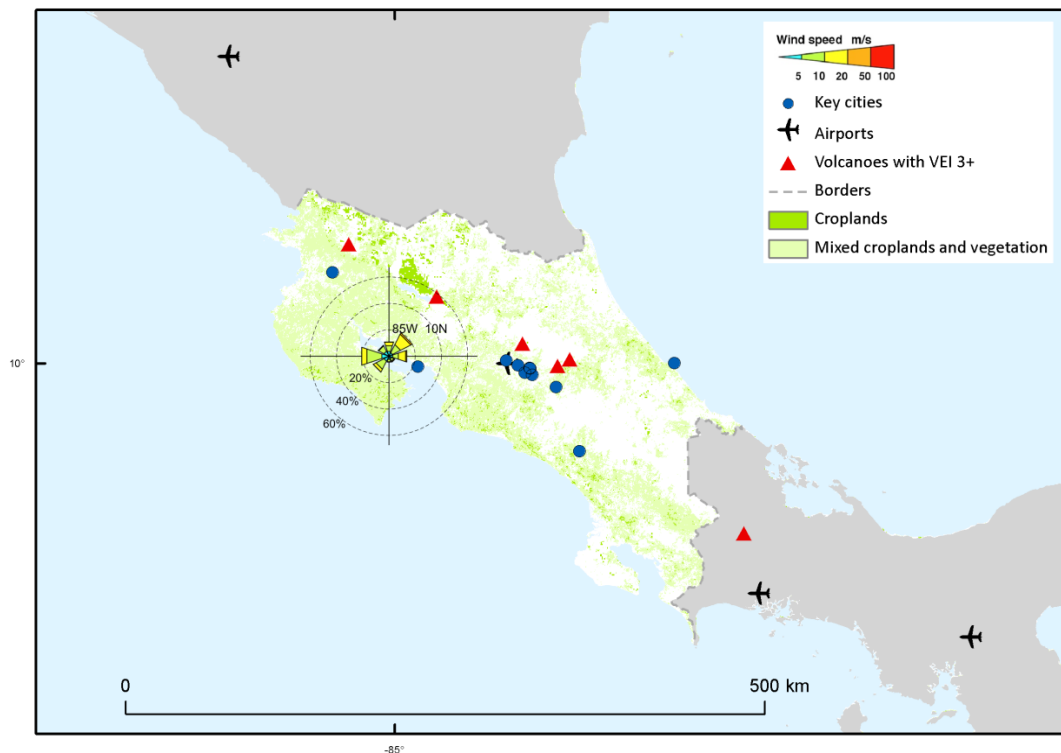 Wind speed m/s
5 10 20 50 100
Key cities
Airports
Volcanoes with VEI 3+
Borders
Croplands
Mixed croplands and vegetation
85W 10N
10°
20%
40%
60%
0
500 km
-85°